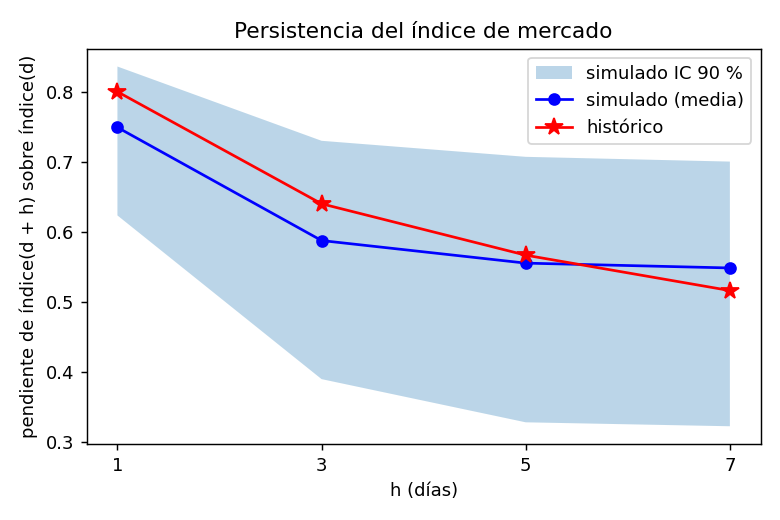 Persistencia del índice de mercado
pendiente de índice(d + h) sobre índice(d)
0.8
0.7
0.6
0.5
0.4
0.3
simulado IC 90 %
simulado (media)
histórico
1
3
5
7
h (días)